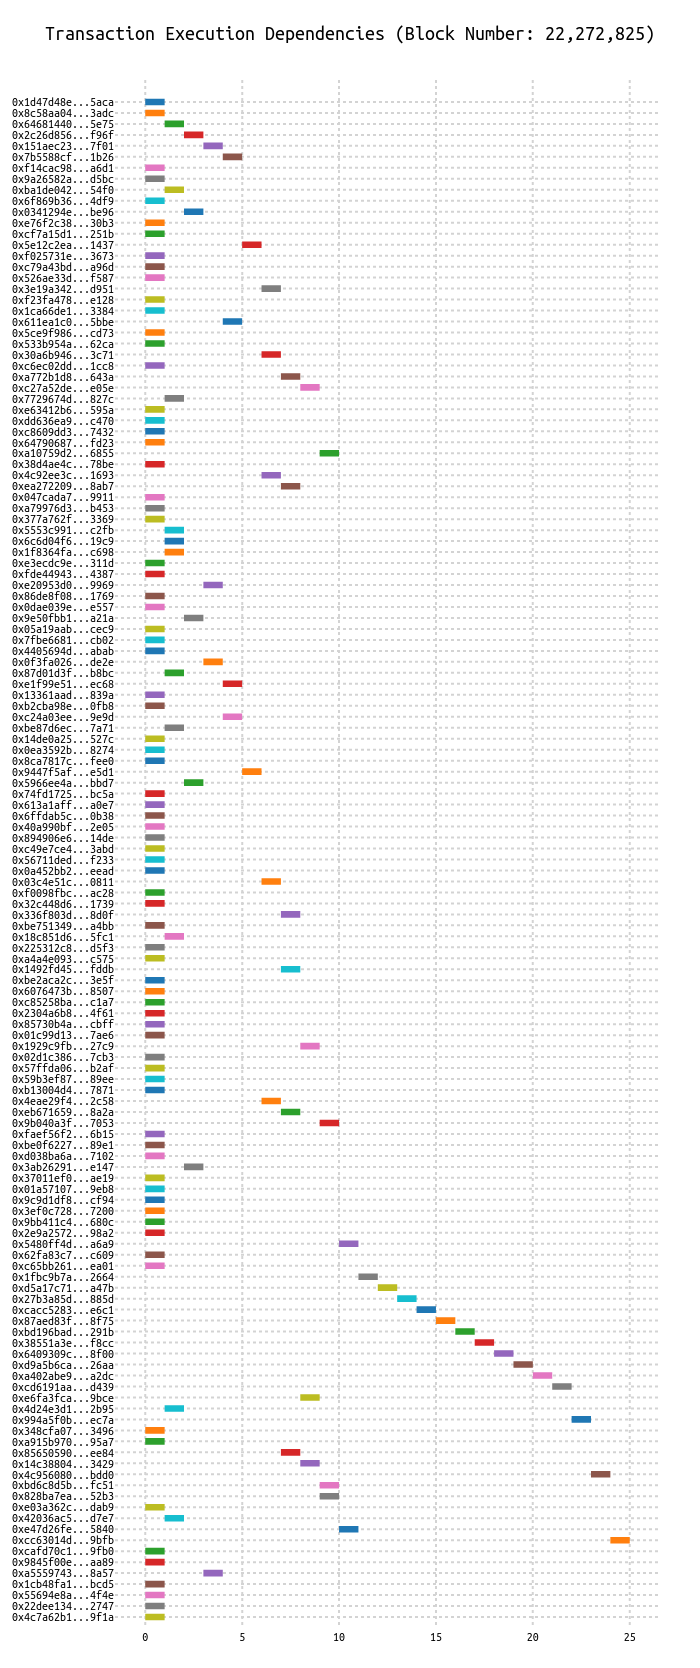 Transaction Execution Dependencies (Block Number: 22,272,825)
0x1d47d48e...5aca
0x8c58aa04...3adc
0x64681440...5e75
0x2c26d856...f96f
0x151aec23...7f01
0x7b5588cf...1b26
0xf14cac98...a6d1
0x9a26582a...d5bc
0xba1de042...54f0
0x6f869b36...4df9
0x0341294e...be96
0xe76f2c38...30b3
0xcf7a15d1...251b
0x5e12c2ea...1437
0xf025731e...3673
0xc79a43bd...a96d
0x526ae33d...f587
0x3e19a342...d951
0xf23fa478...e128
0x1ca66de1...3384
0x611ea1c0...5bbe
0x5ce9f986...cd73
0x533b954a...62ca
0x30a6b946...3c71
0xc6ec02dd...1cc8
0xa772b1d8...643a
0xc27a52de...e05e
0x7729674d...827c
0xe63412b6...595a
0xdd636ea9...c470
0xc8609dd3...7432
0x64790687...fd23
0xa10759d2...6855
0x38d4ae4c...78be
0x4c92ee3c...1693
0xea272209...8ab7
0x047cada7...9911
0xa79976d3...b453
0x377a762f...3369
0x5553c991...c2fb
0x6c6d04f6...19c9
0x1f8364fa...c698
0xe3ecdc9e...311d
0xfde44943...4387
0xe20953d0...9969
0x86de8f08...1769
0x0dae039e...e557
0x9e50fbb1...a21a
0x05a19aab...cec9
0x7fbe6681...cb02
0x4405694d...abab
0x0f3fa026...de2e
0x87d01d3f...b8bc
0xe1f99e51...ec68
0x13361aad...839a
0xb2cba98e...0fb8
0xc24a03ee...9e9d
0xbe87d6ec...7a71
0x14de0a25...527c
0x0ea3592b...8274
0x8ca7817c...fee0
0x9447f5af...e5d1
0x5966ee4a...bbd7
0x74fd1725...bc5a
0x613a1aff...a0e7
0x6ffdab5c...0b38
0x40a990bf...2e05
0x894906e6...14de
0xc49e7ce4...3abd
0x56711ded...f233
0x0a452bb2...eead
0x03c4e51c...0811
0xf0098fbc...ac28
0x32c448d6...1739
0x336f803d...8d0f
0xbe751349...a4bb
0x18c851d6...5fc1
0x225312c8...d5f3
0xa4a4e093...c575
0x1492fd45...fddb
0xbe2aca2c...3e5f
0x6076473b...8507
0xc85258ba...c1a7
0x2304a6b8...4f61
0x85730b4a...cbff
0x01c99d13...7ae6
0x1929c9fb...27c9
0x02d1c386...7cb3
0x57ffda06...b2af
0x59b3ef87...89ee
0xb13004d4...7871
0x4eae29f4...2c58
0xeb671659...8a2a
0x9b040a3f...7053
0xfaef56f2...6b15
0xbe0f6227...89e1
0xd038ba6a...7102
0x3ab26291...e147
0x37011ef0...ae19
0x01a57107...9eb8
0x9c9d1df8...cf94
0x3ef0c728...7200
0x9bb411c4...680c
0x2e9a2572...98a2
0x5480ff4d...a6a9
0x62fa83c7...c609
0xc65bb261...ea01
0x1fbc9b7a...2664
0xd5a17c71...a47b
0x27b3a85d...885d
0xcacc5283...e6c1
0x87aed83f...8f75
0xbd196bad...291b
0x38551a3e...f8cc
0x6409309c...8f00
0xd9a5b6ca...26aa
0xa402abe9...a2dc
0xcd6191aa...d439
0xe6fa3fca...9bce
0x4d24e3d1...2b95
0x994a5f0b...ec7a
0x348cfa07...3496
0xa915b970...95a7
0x85650590...ee84
0x14c38804...3429
0x4c956080...bdd0
0xbd6c8d5b...fc51
0x828ba7ea...52b3
0xe03a362c...dab9
0x42036ac5...d7e7
0xe47d26fe...5840
0xcc63014d...9bfb
0xcafd70c1...9fb0
0x9845f00e...aa89
0xa5559743...8a57
0x1cb48fa1...bcd5
0x55694e8a...4f4e
0x22dee134...2747
0x4c7a62b1...9f1a
0 5 10 15 20 25